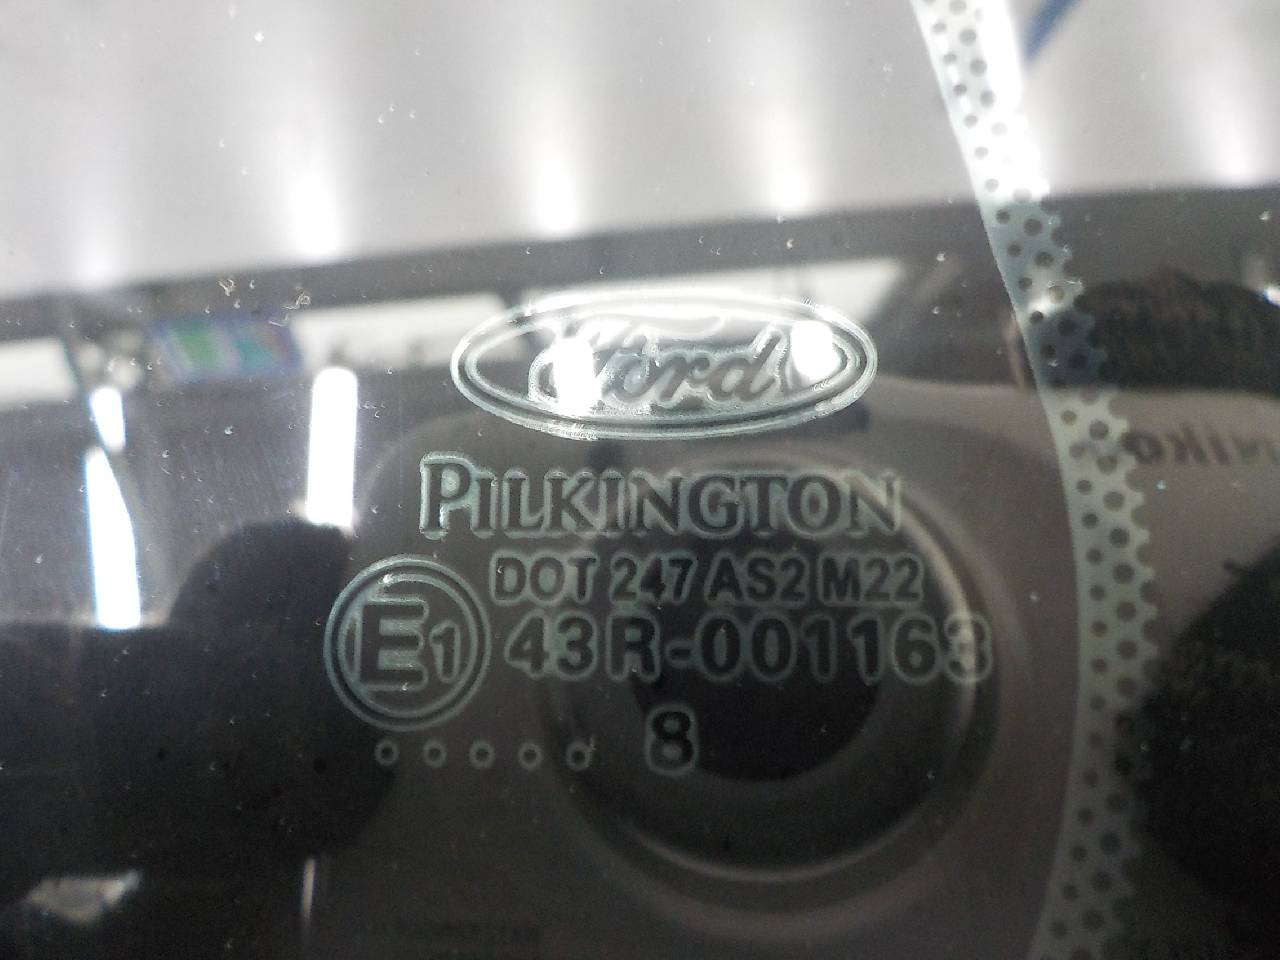 Ford
PILKINGTON
DOT 247 AS2 M22
E1 43R-001163
8